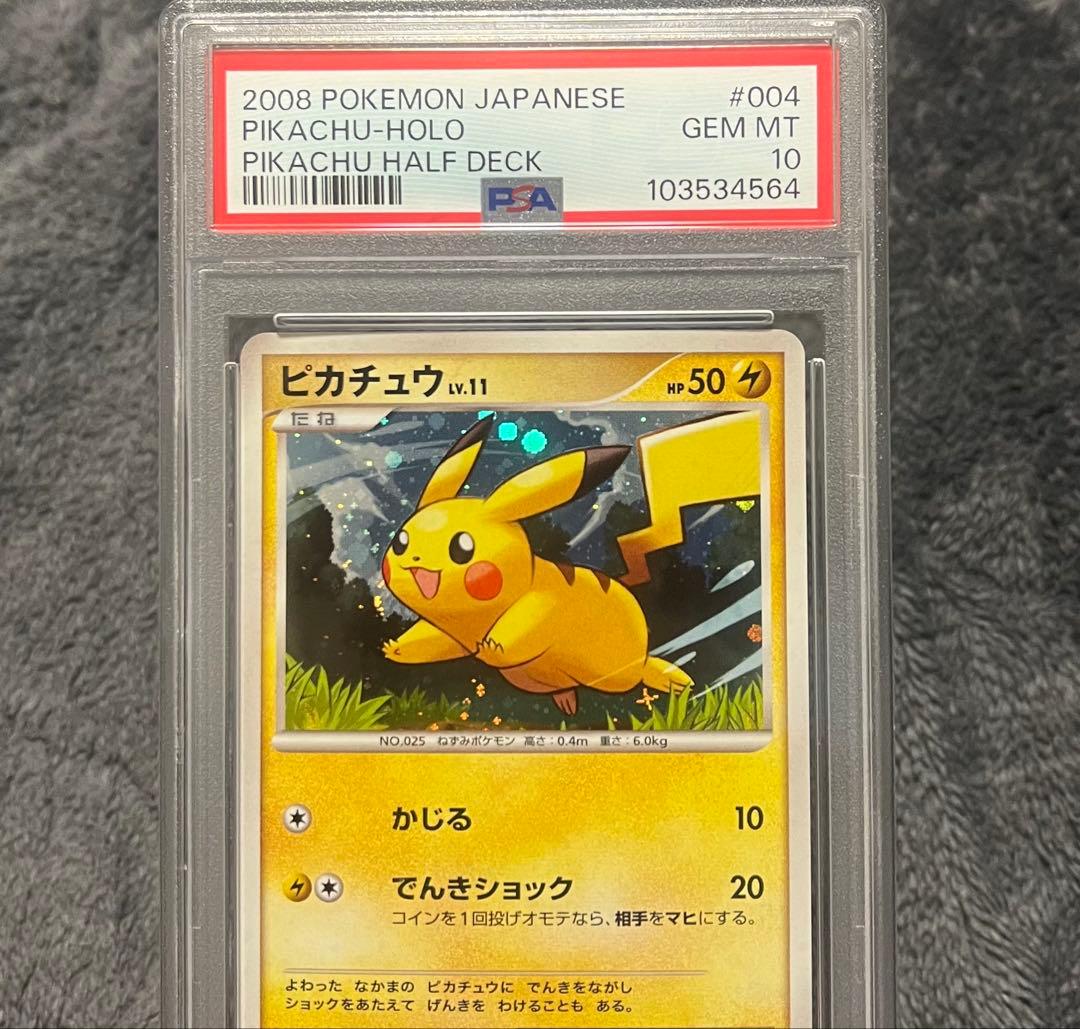 2008 POKEMON JAPANESE #004
PIKACHU-HOLO GEM MT
PIKACHU HALF DECK 10
PSA 103534564
ピカチュウ LV.11 HP 50
たね
NO.025 ねずみポケモン 高さ:0.4m 重さ:6.0kg
かじる 10
でんきショック 20
コインを1回投げオモテなら、相手をマヒにする。
よわった なかまの ピカチュウに でんきをながし
ショックをあたえて げんきを わけることも ある。